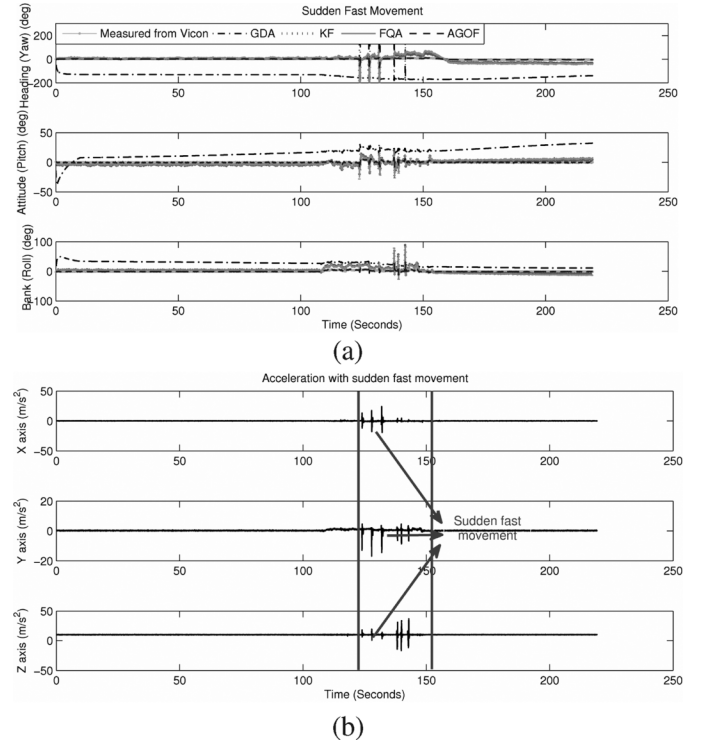 Sudden Fast Movement
Heading (Yaw) (deg)
300
200
0
−200
Measured from Vicon GDA KF FQA AGOF
0 50 100 150 200 250
Attitude (Pitch) (deg)
50
0
−50
0 50 100 150 200 250
Bank (Roll) (deg)
100
0
100
0 50 100 150 200 250
Time (Seconds)
(a)
Acceleration with sudden fast movement
X axis (m/s²)
50
0
−50
0 50 100 150 200 250
Y axis (m/s²)
20
0
−20
0 50 100 150 200 250
Sudden fast
movement
Z axis (m/s²)
50
0
−50
0 50 100 150 200 250
Time (Seconds)
(b)